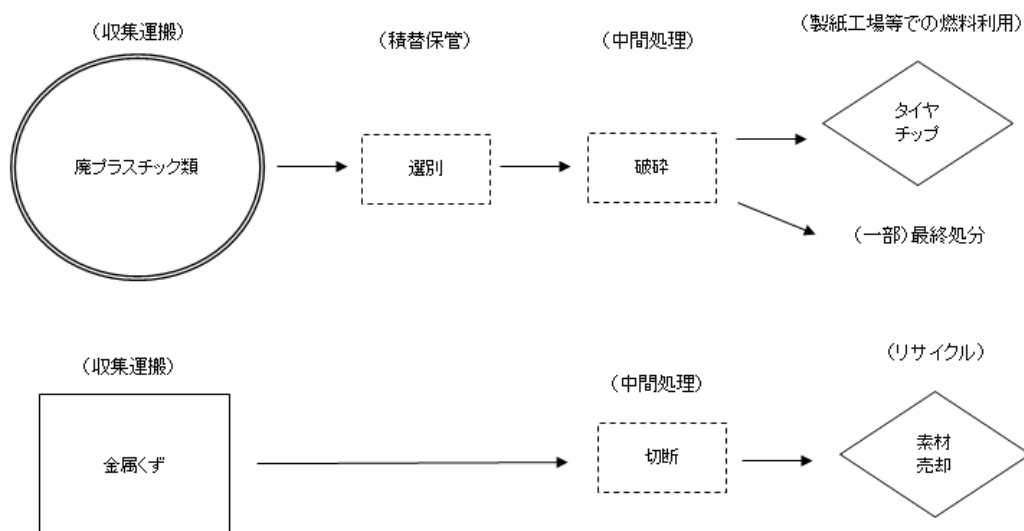 (収集運搬)
(積替保管)
(中間処理)
(製紙工場等での燃料利用)
廃プラスチック類
選別
破砕
タイヤ
チップ
(一部)最終処分
(収集運搬)
(中間処理)
(リサイクル)
金属くず
切断
素材
売却